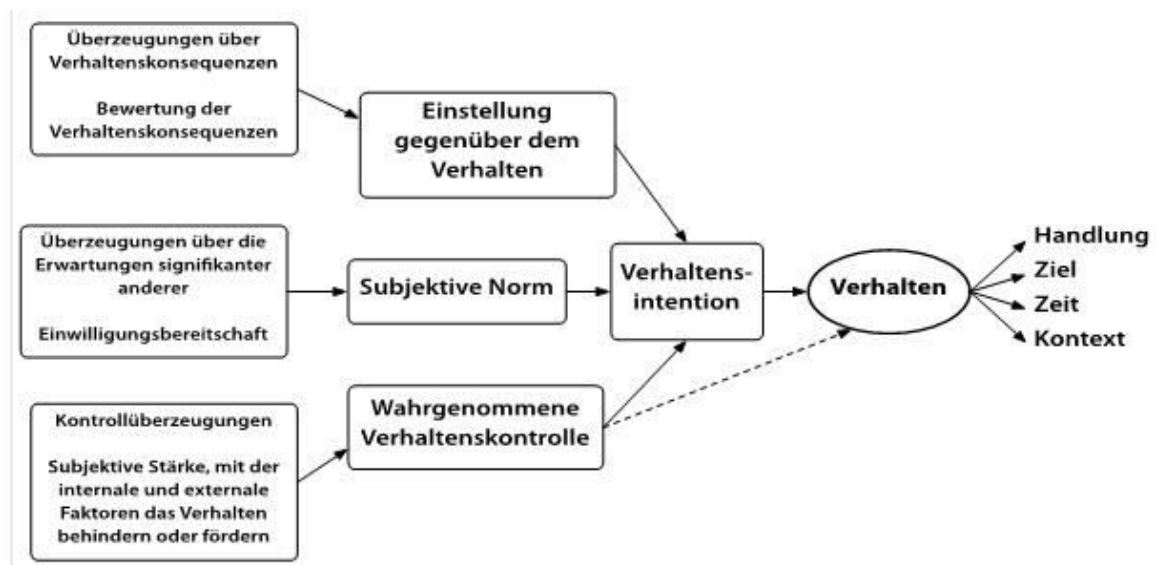 Überzeugungen über
Verhaltenskonsequenzen
Bewertung der
Verhaltenskonsequenzen
Einstellung
gegenüber dem
Verhalten
Überzeugungen über die
Erwartungen signifikanter
anderer
Einwilligungsbereitschaft
Subjektive Norm
Verhaltens-
intention
Verhalten
Handlung
Ziel
Zeit
Kontext
Kontrollüberzeugungen
Subjektive Stärke, mit der
internale und externale
Faktoren das Verhalten
behindern oder fördern
Wahrgenommene
Verhaltenskontrolle